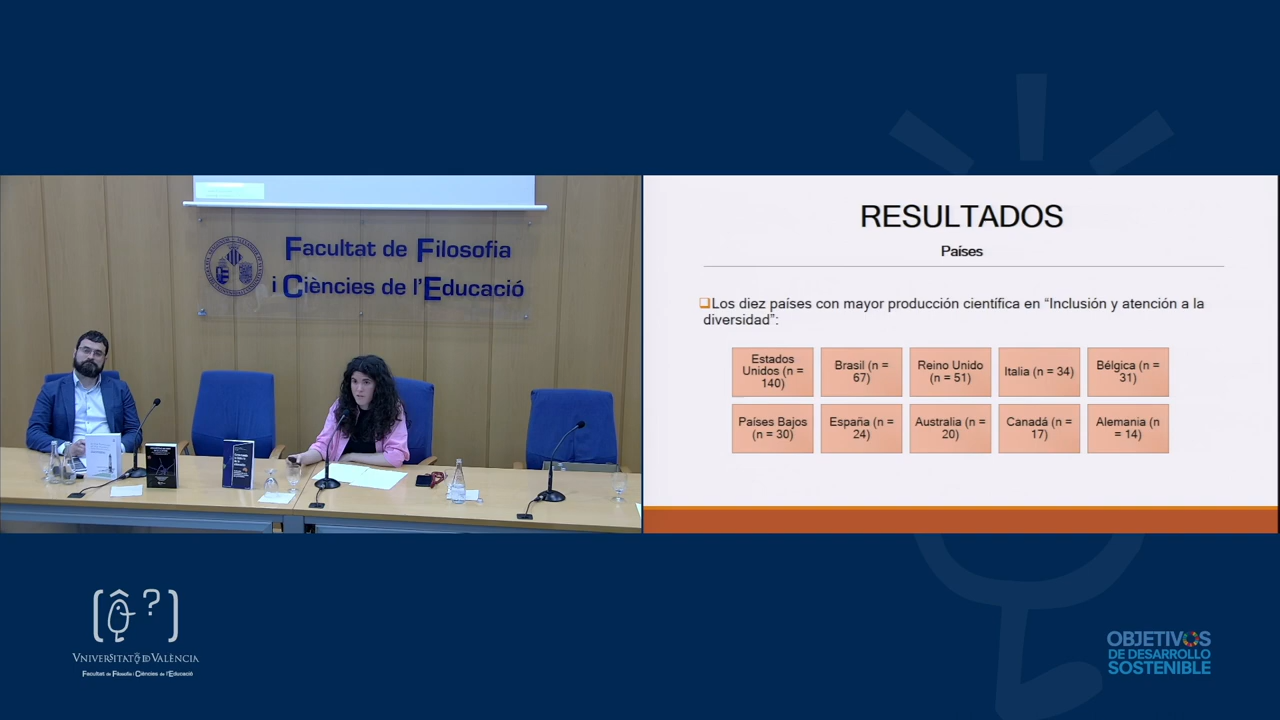 Facultat de Filosofia
i Ciències de l'Educació
RESULTADOS
Países
Los diez países con mayor producción científica en “Inclusión y atención a la
diversidad”:
Estados
Unidos (n =
140)
Brasil (n =
67)
Reino Unido
(n = 51)
Italia (n = 34)
Bélgica (n =
31)
Países Bajos
(n = 30)
España (n =
24)
Australia (n =
20)
Canadá (n =
17)
Alemania (n
= 14)
VNIVERSITAT ID VALÈNCIA
Facultat de Filosofia i Ciències de l'Educació
OBJETIVOS
DE DESARROLLO
SOSTENIBLE